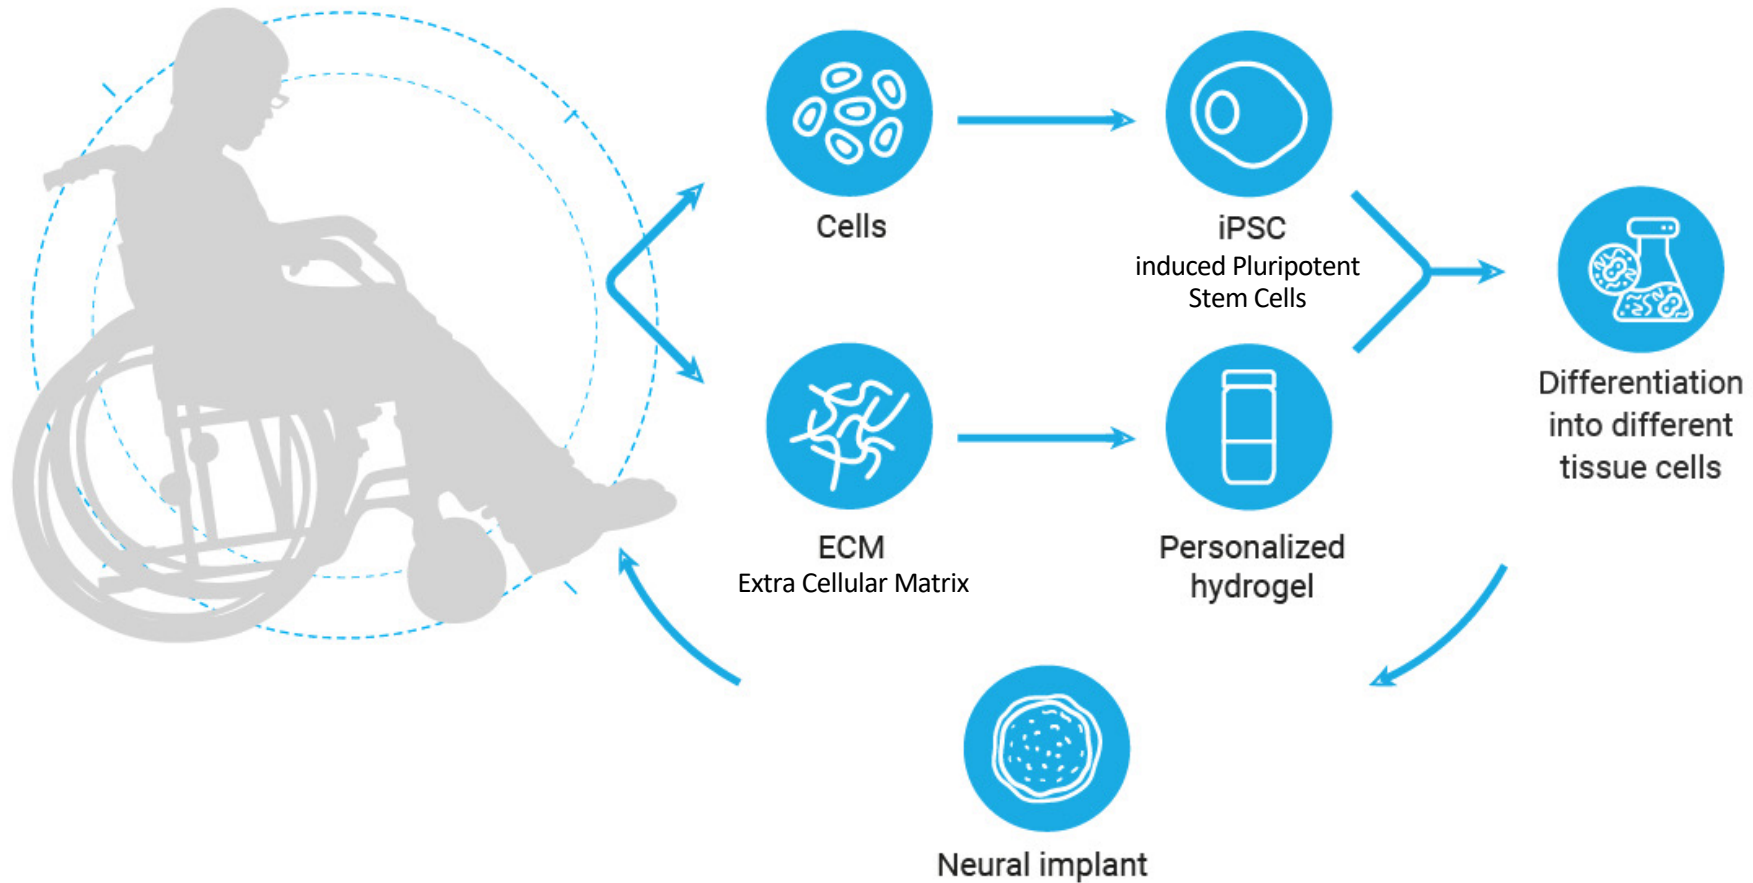 Cells
iPSC
induced Pluripotent
Stem Cells
Differentiation
into different
tissue cells
ECM
Extra Cellular Matrix
Personalized
hydrogel
Neural implant